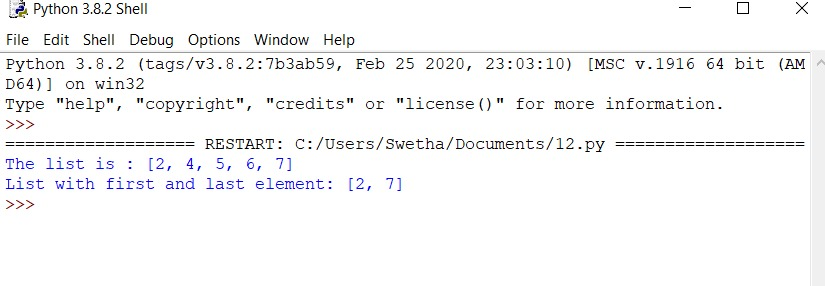 Python 3.8.2 Shell
File Edit Shell Debug Options Window Help
Python 3.8.2 (tags/v3.8.2:7b3ab59, Feb 25 2020, 23:03:10) [MSC v.1916 64 bit (AM
D64)] on win32
Type "help", "copyright", "credits" or "license()" for more information.
>>>
=================== RESTART: C:/Users/Swetha/Documents/12.py ===================
The list is : [2, 4, 5, 6, 7]
List with first and last element: [2, 7]
>>>